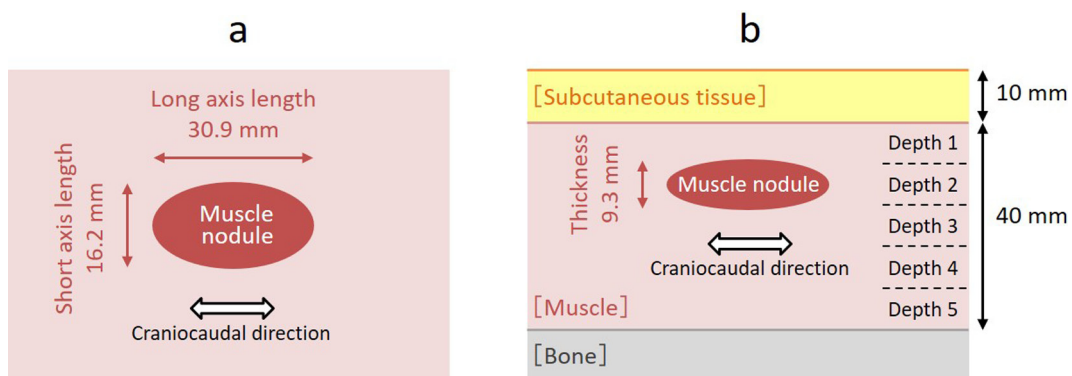 a
Long axis length
30.9 mm
Short axis length
16.2 mm
Muscle
nodule
Craniocaudal direction
b
[Subcutaneous tissue]
10 mm
Thickness
9.3 mm
Muscle nodule
Craniocaudal direction
Depth 1
Depth 2
Depth 3
Depth 4
Depth 5
40 mm
[Muscle]
[Bone]